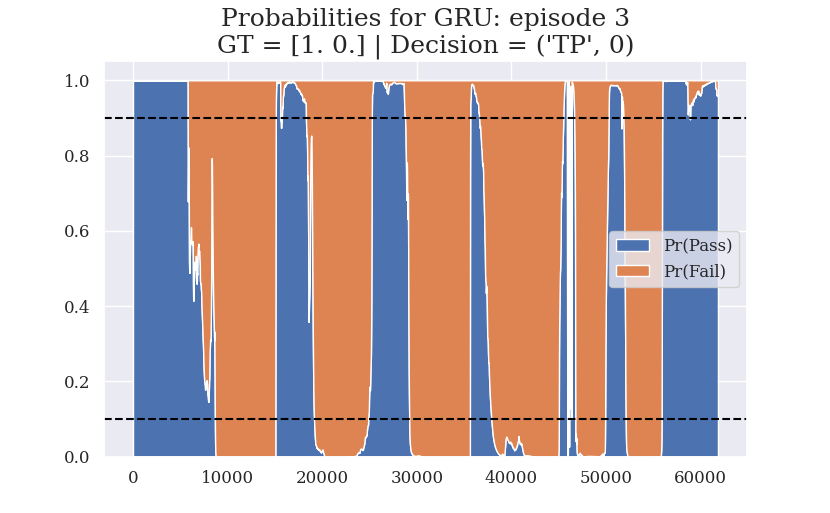 Probabilities for GRU: episode 3
GT = [1. 0.] | Decision = ('TP', 0)
1.0
0.8
0.6
0.4
0.2
0.0
Pr(Pass)
Pr(Fail)
0 10000 20000 30000 40000 50000 60000